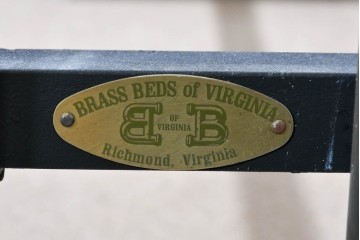 BRASS BEDS of VIRGINIA
B OF B
VIRGINIA
Richmond, Virginia